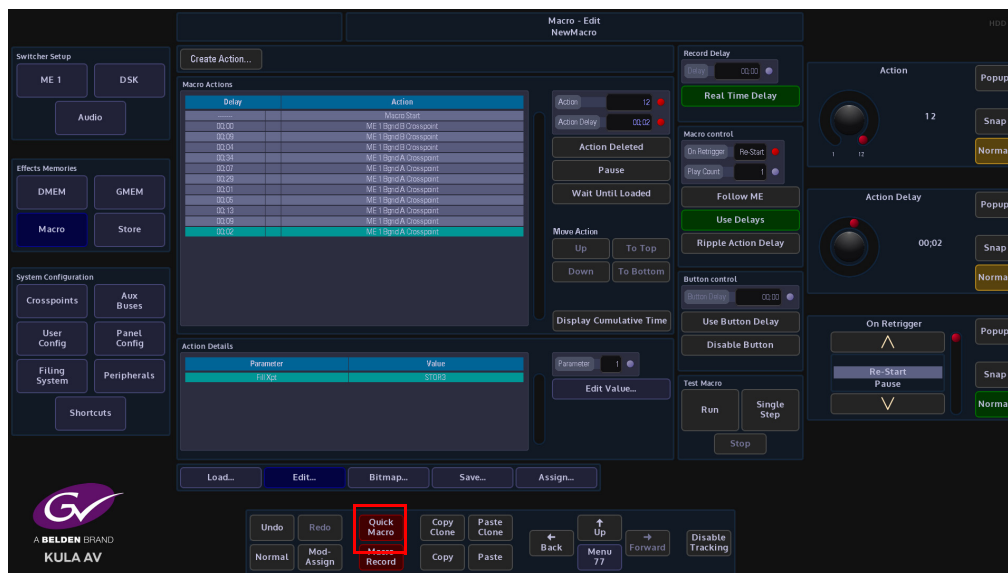 Macro - Edit
NewMacro
HDD
Switcher Setup
ME 1
DSK
Audio
Effects Memories
DMEM
GMEM
Macro
Store
System Configuration
Crosspoints
Aux
Buses
User
Config
Panel
Config
Filing
System
Peripherals
Shortcuts
Create Action...
Macro Actions
Delay Action
------ Macro Start
00;00 ME 1 Bgnd B Crosspoint
00;09 ME 1 Bgnd B Crosspoint
00;04 ME 1 Bgnd B Crosspoint
00;34 ME 1 Bgnd A Crosspoint
00;07 ME 1 Bgnd A Crosspoint
00;29 ME 1 Bgnd A Crosspoint
00;01 ME 1 Bgnd A Crosspoint
00;05 ME 1 Bgnd A Crosspoint
00;13 ME 1 Bgnd A Crosspoint
00;09 ME 1 Bgnd A Crosspoint
00;02 ME 1 Bgnd A Crosspoint
Action 12
Action Delay 00;02
Action Deleted
Pause
Wait Until Loaded
Move Action
Up
To Top
Down
To Bottom
Display Cumulative Time
Action Details
Parameter Value
Fill Xpt STOR3
Parameter 1
Edit Value...
Record Delay
Delay 00;00
Real Time Delay
Macro control
On Retrigger Re-Start
Play Count 1
Follow ME
Use Delays
Ripple Action Delay
Button control
Button Delay 00;00
Use Button Delay
Disable Button
Test Macro
Run
Single
Step
Stop
Action
12
1 12
Popup
Snap
Norma
Action Delay
00;02
Popup
Snap
Norma
On Retrigger
Re-Start
Pause
Popup
Snap
Norma
Load...
Edit...
Bitmap...
Save...
Assign...
GV
A BELDEN BRAND
KULA AV
Undo
Redo
Normal
Mod-
Assign
Quick
Macro
Macro
Record
Copy
Clone
Paste
Clone
Copy
Paste
Back
Up
Menu
77
Forward
Disable
Tracking